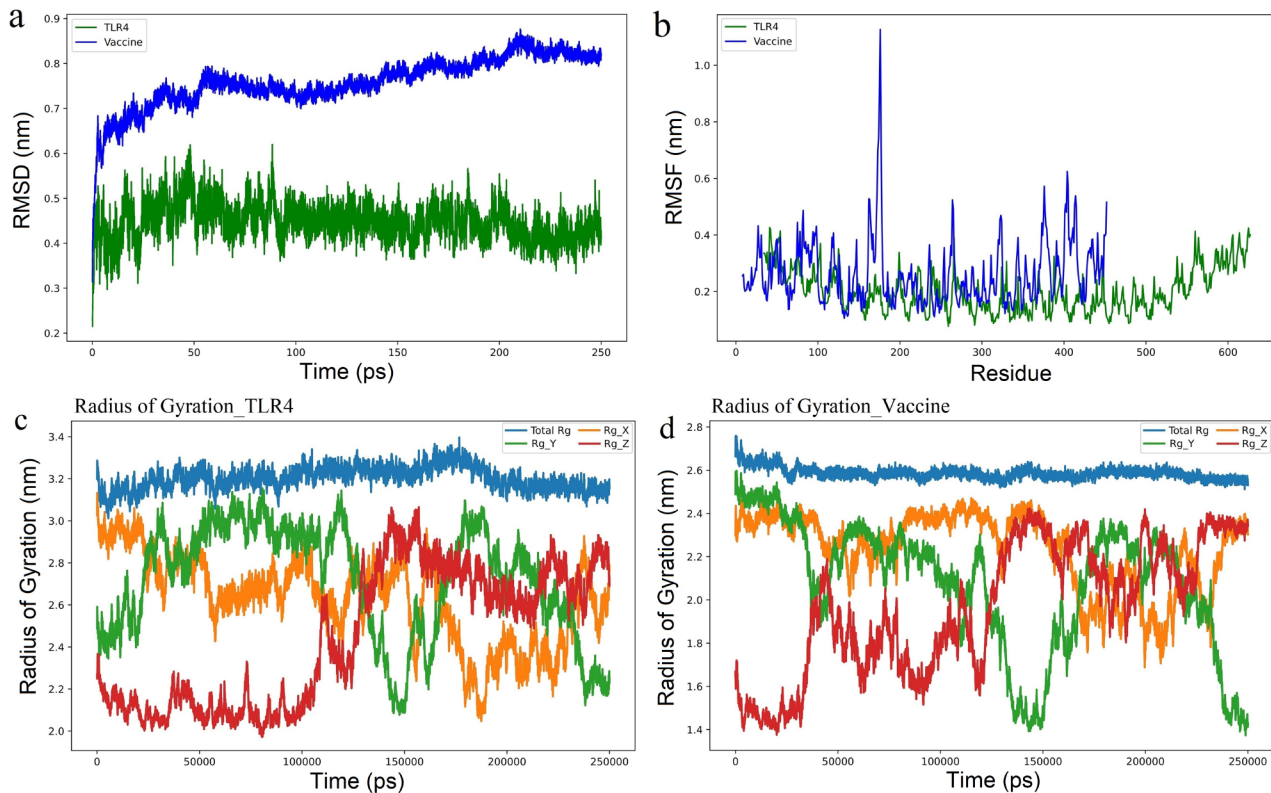 a
TLR4
Vaccine
0.9
0.8
0.7
0.6
0.5
0.4
0.3
0.2
RMSD (nm)
0
50
100
150
200
250
Time (ps)
b
TLR4
Vaccine
1.0
0.8
0.6
0.4
0.2
RMSF (nm)
0
100
200
300
400
500
600
Residue
c
Radius of Gyration_TLR4
Total Rg
Rg_X
Rg_Y
Rg_Z
3.4
3.2
3.0
2.8
2.6
2.4
2.2
2.0
Radius of Gyration (nm)
0
50000
100000
150000
200000
250000
Time (ps)
d
Radius of Gyration_Vaccine
Total Rg
Rg_X
Rg_Y
Rg_Z
2.8
2.6
2.4
2.2
2.0
1.8
1.6
1.4
Radius of Gyration (nm)
0
50000
100000
150000
200000
250000
Time (ps)